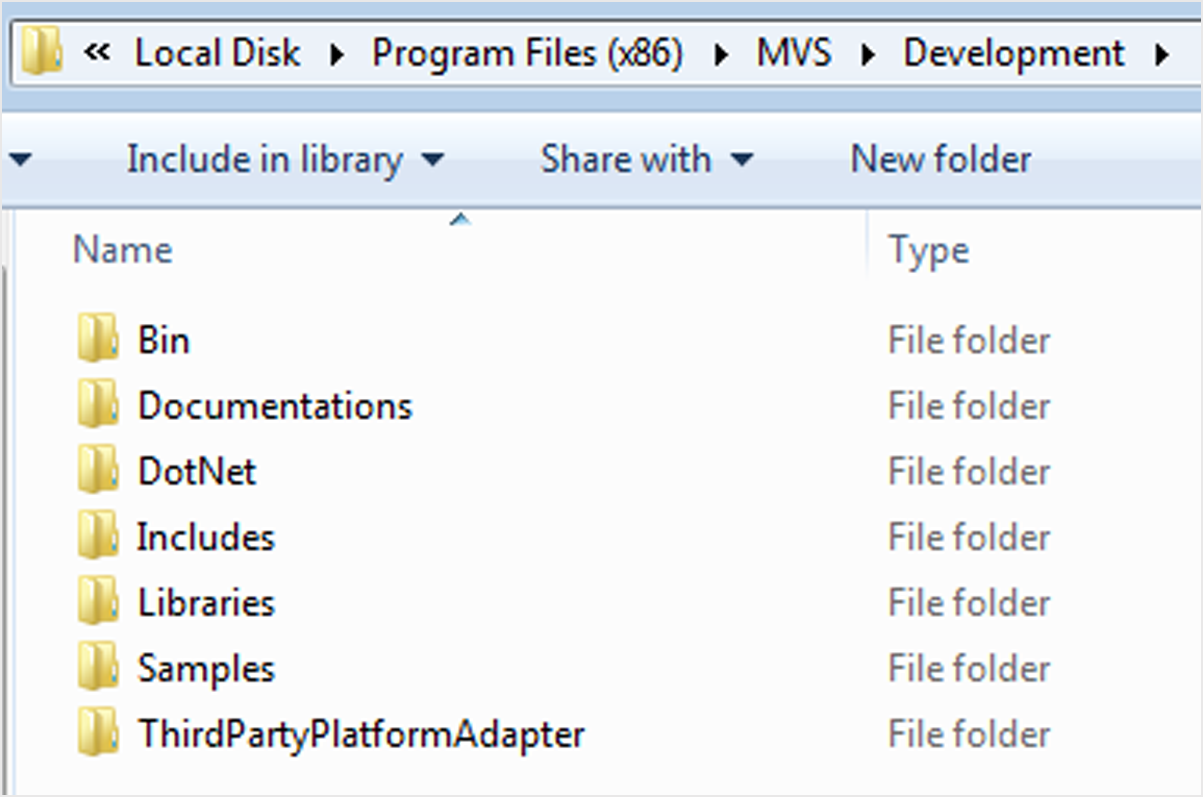 « Local Disk ▸ Program Files (x86) ▸ MVS ▸ Development ▸
Include in library Share with New folder
Name Type
Bin File folder
Documentations File folder
DotNet File folder
Includes File folder
Libraries File folder
Samples File folder
ThirdPartyPlatformAdapter File folder